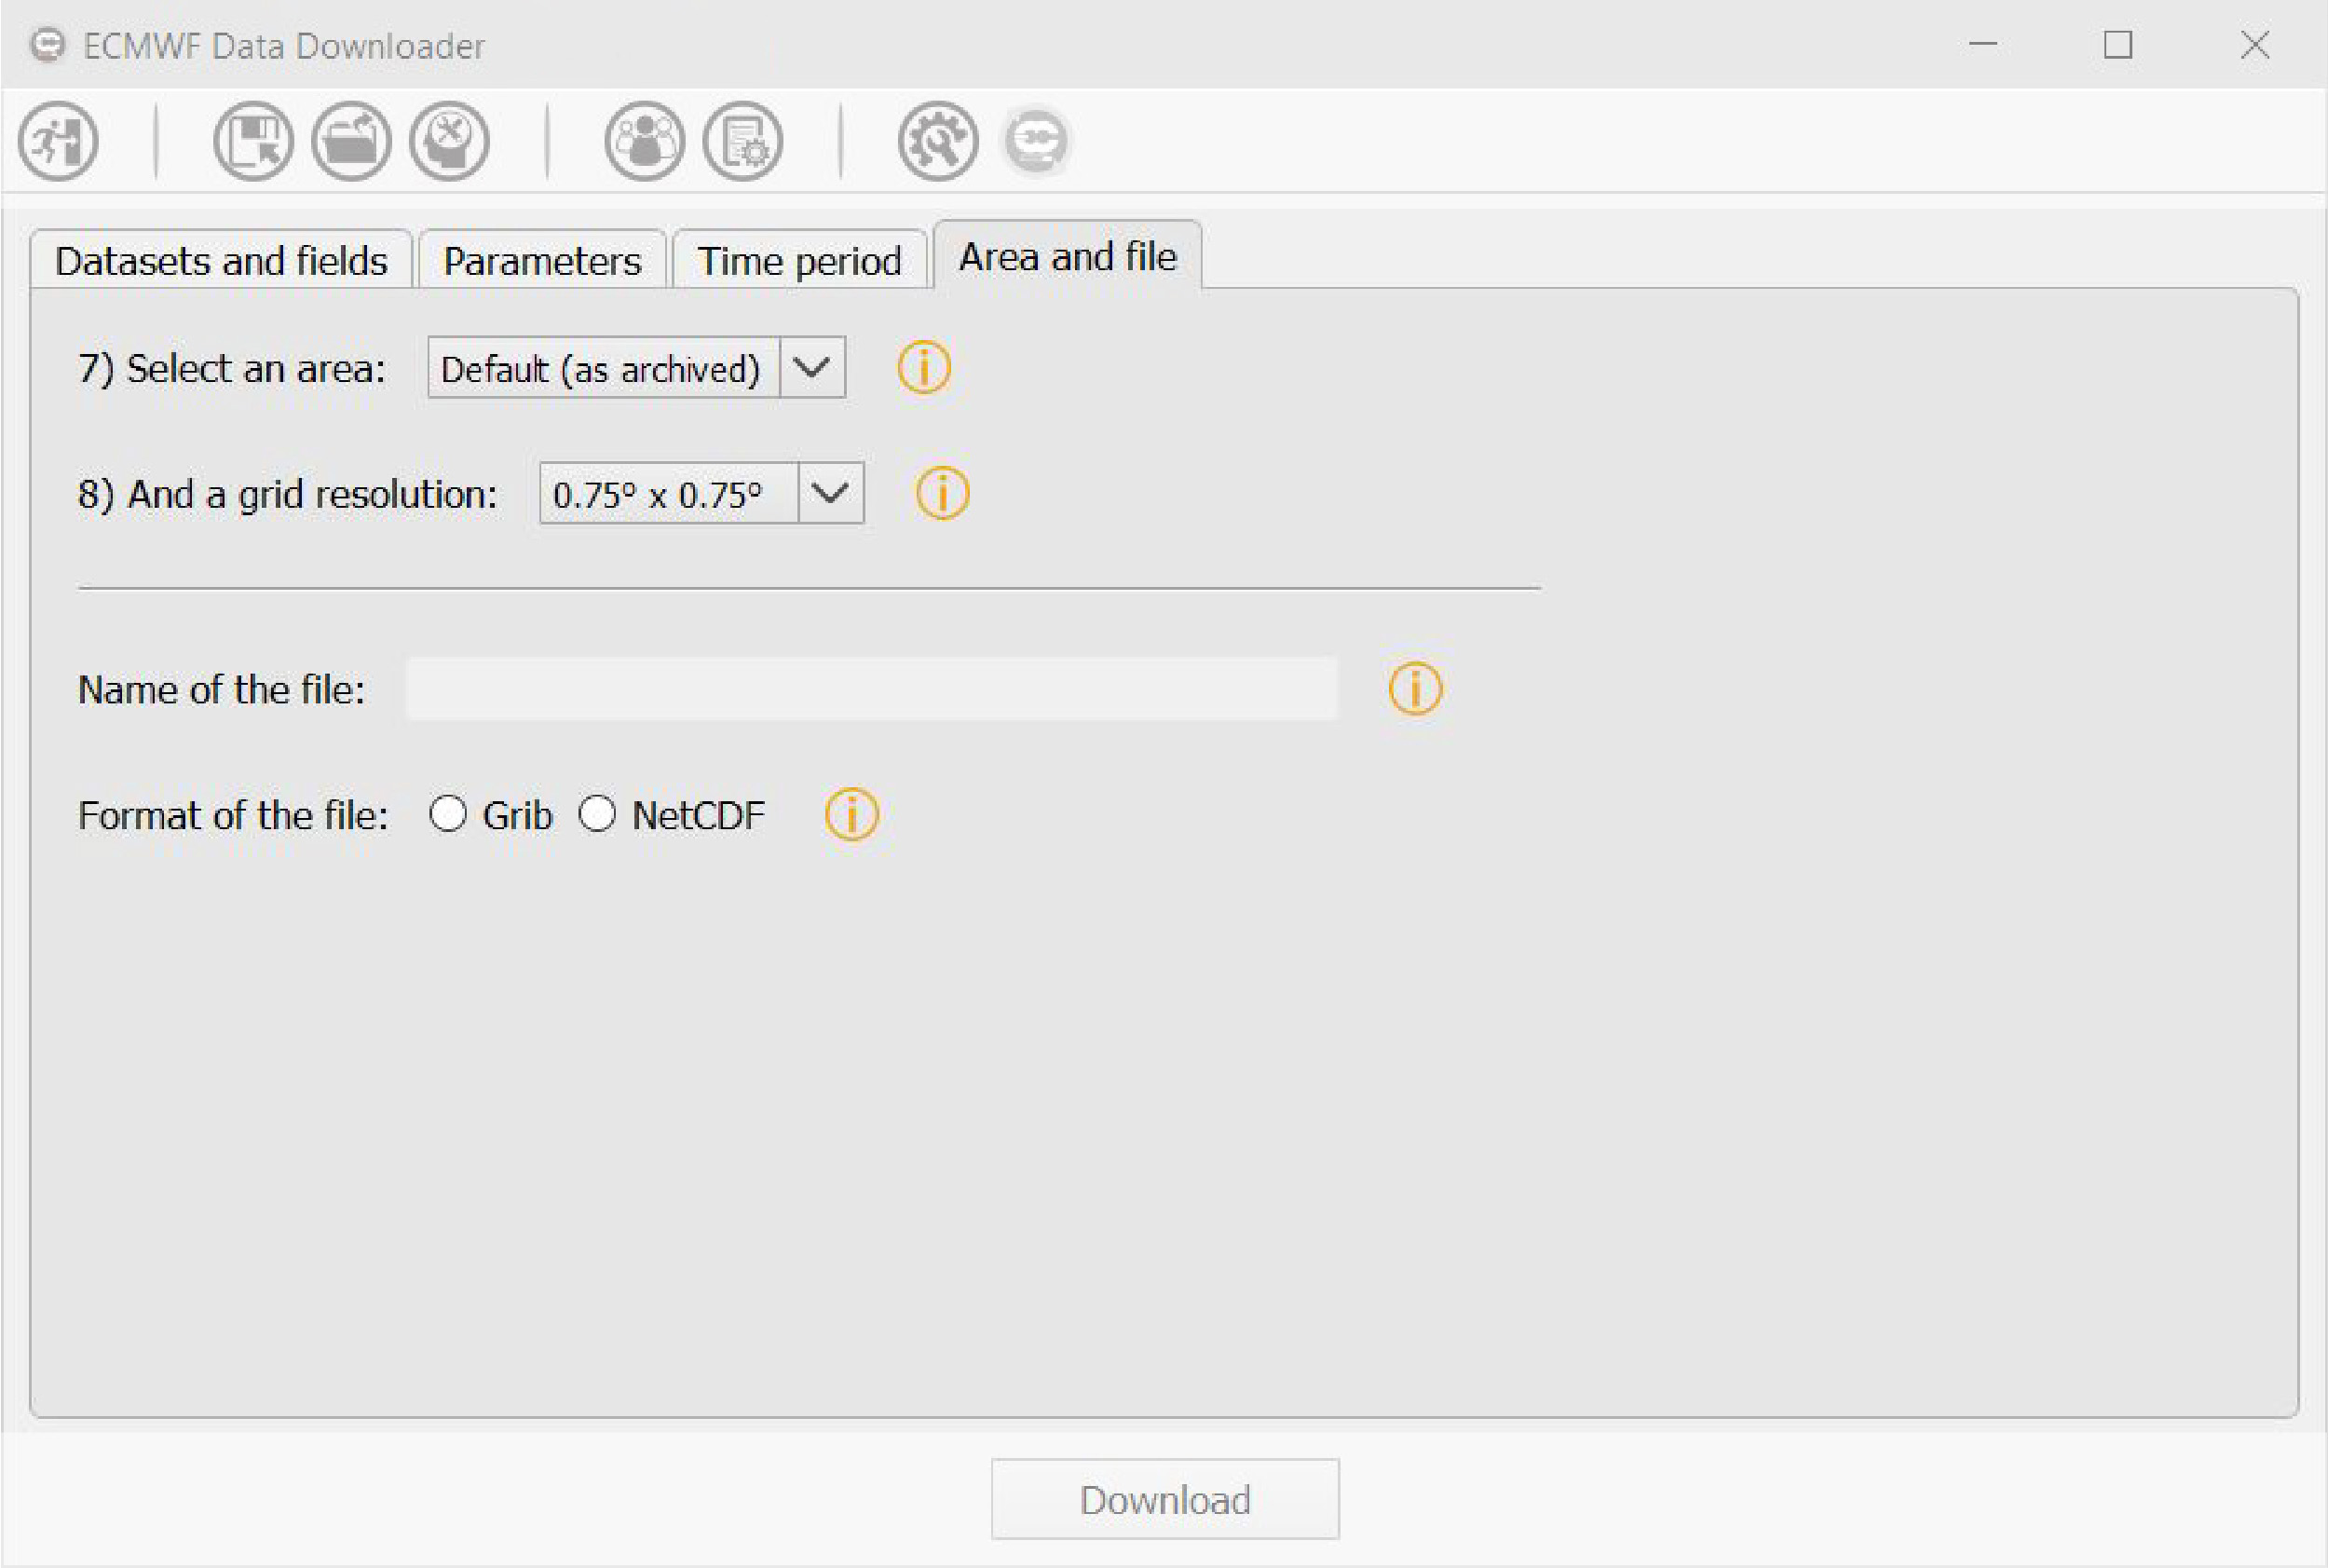 ECMWF Data Downloader
Datasets and fields Parameters Time period Area and file
7) Select an area: Default (as archived)
8) And a grid resolution: 0.75º x 0.75º
Name of the file:
Format of the file: Grib NetCDF
Download